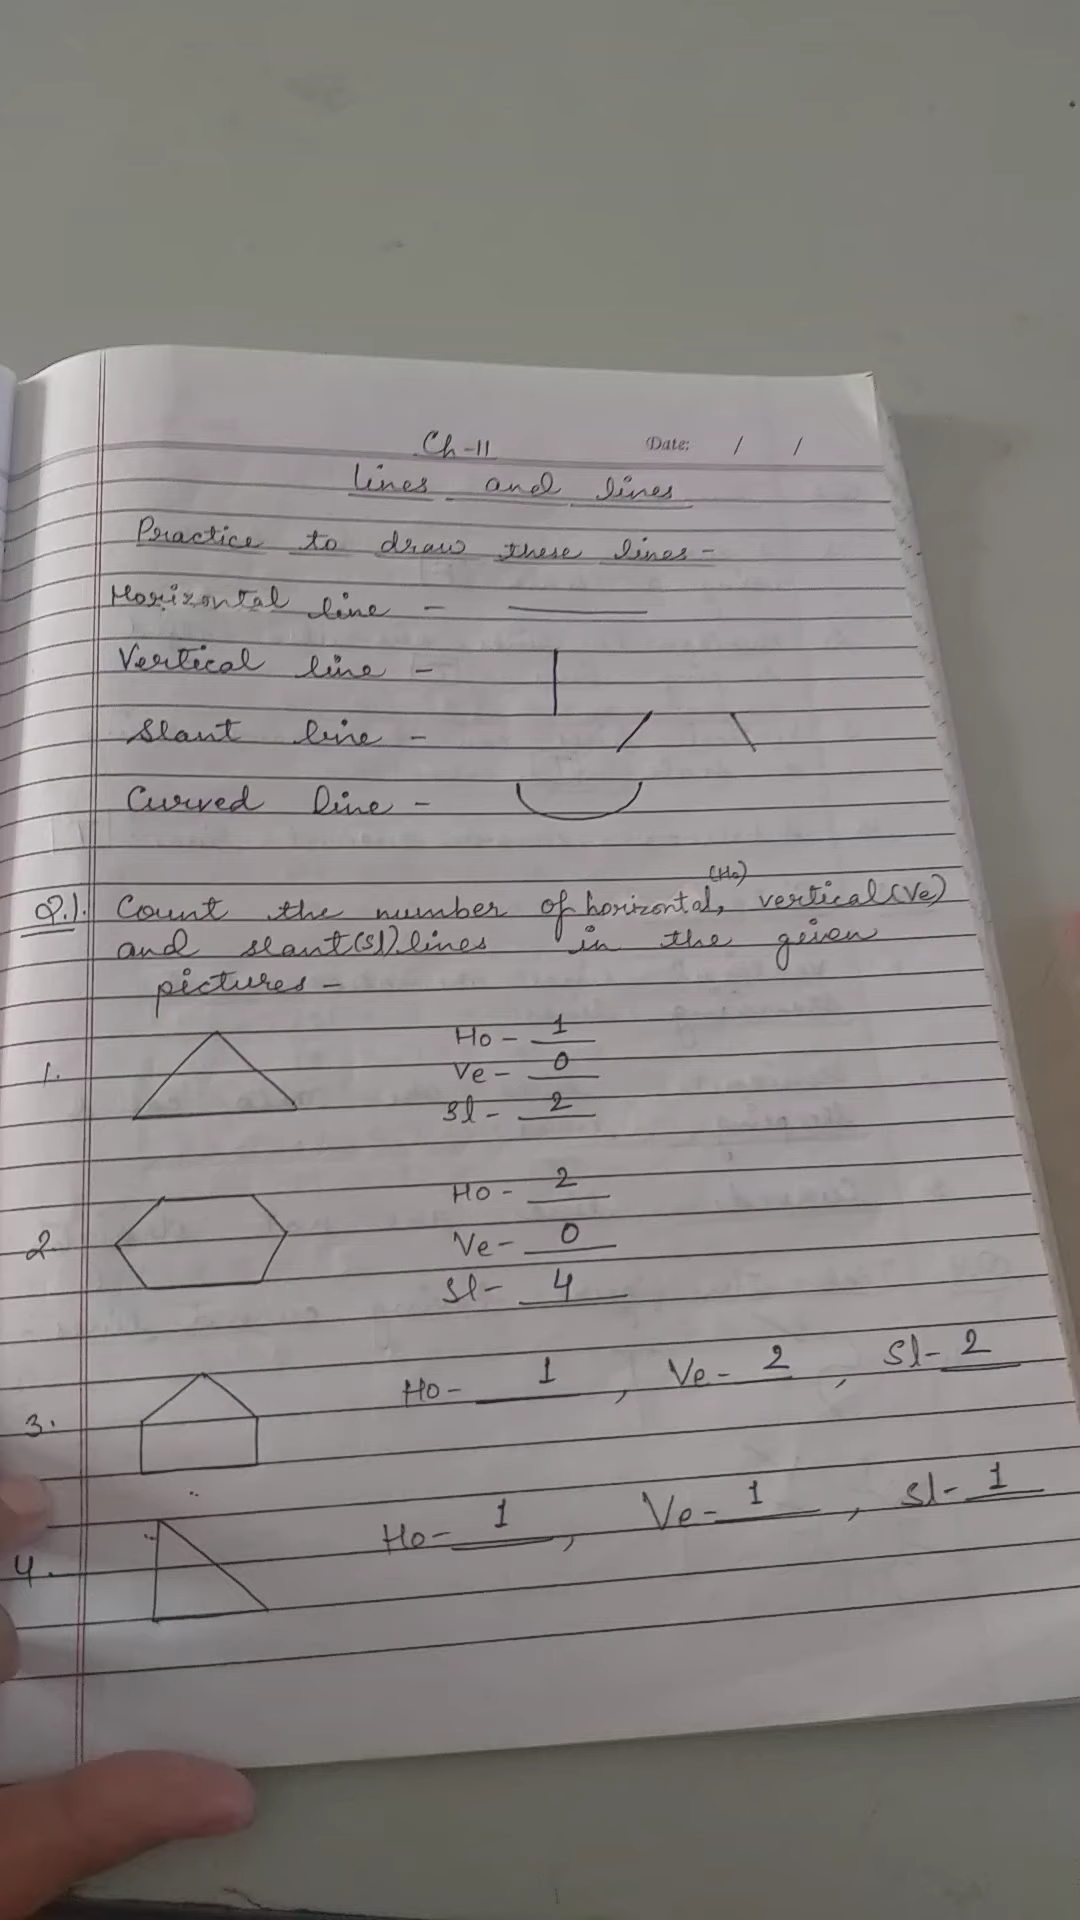 Ch-11
Date: / /
lines and lines
Practice to draw these lines-
Horizontal line -
Vertical line -
Slant line -
Curved line -
Q.1. Count the number of horizontal(Ho), vertical(Ve)
and slant(Sl) lines in the given
pictures-
1. Ho- 1
Ve- 0
Sl- 2
2. Ho- 2
Ve- 0
Sl- 4
3. Ho- 1, Ve- 2, Sl- 2
4. Ho- 1, Ve- 1, Sl- 1